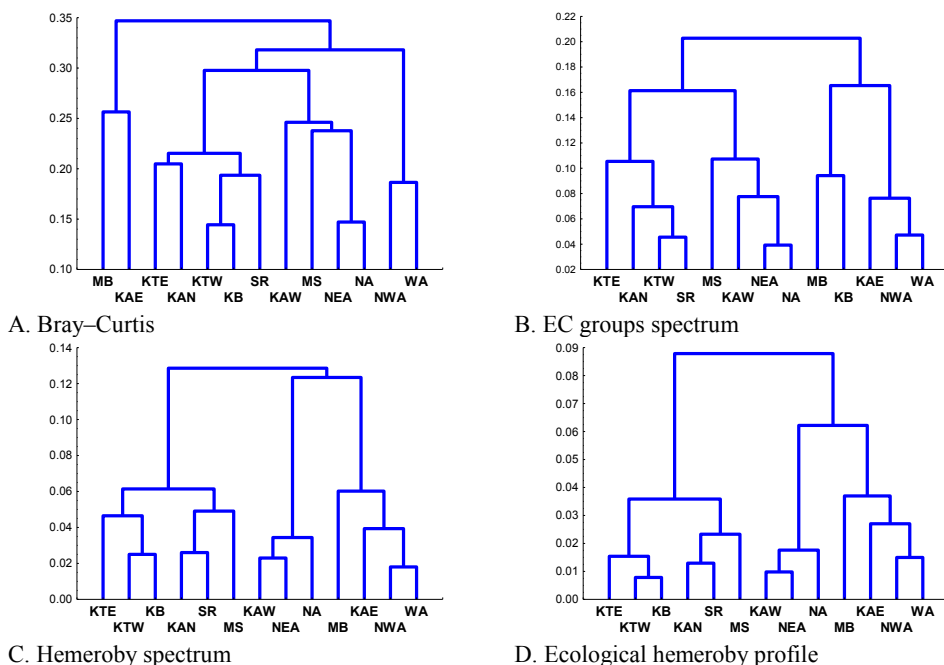 0.35
0.30
0.25
0.20
0.15
0.10
MB KTE KTW SR MS NA WA
KAE KAN KB KAW NEA NWA
A. Bray–Curtis
0.22
0.20
0.18
0.16
0.14
0.12
0.10
0.08
0.06
0.04
0.02
KTE KTW MS NEA MB KAE WA
KAN SR KAW NA KB NWA
B. EC groups spectrum
0.14
0.12
0.10
0.08
0.06
0.04
0.02
0.00
KTE KB SR KAW NA KAE WA
KTW KAN MS NEA MB NWA
C. Hemeroby spectrum
0.09
0.08
0.07
0.06
0.05
0.04
0.03
0.02
0.01
0.00
KTE KB SR KAW NA KAE WA
KTW KAN MS NEA MB NWA
D. Ecological hemeroby profile